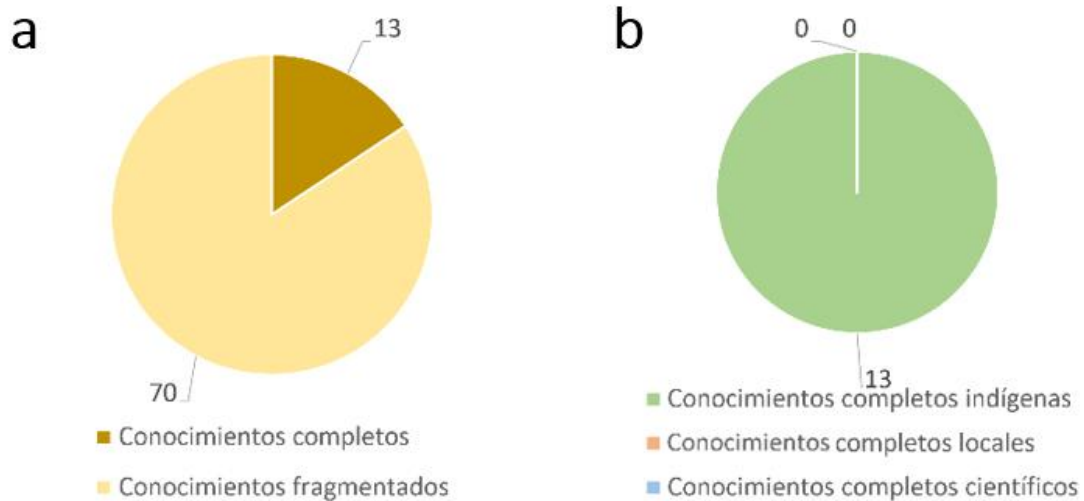 a
13
70
Conocimientos completos
Conocimientos fragmentados
b
0 0
13
Conocimientos completos indígenas
Conocimientos completos locales
Conocimientos completos científicos